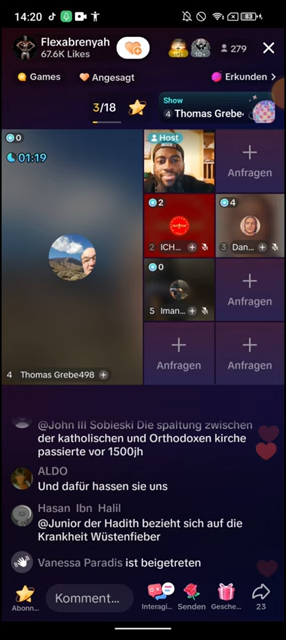 14:20
83
Flexabrenyah
67.6K Likes
279
Games
Angesagt
Erkunden
3/18
Show
4 Thomas Grebe
0
01:19
Host
Anfragen
2
4
2 ICH...
3 Dan...
Anfragen
0
5 Iman...
Anfragen
Anfragen
Anfragen
4 Thomas Grebe498
@John III Sobieski Die spaltung zwischen
der katholischen und Orthodoxen kirche
passierte vor 1500jh
ALDO
Und dafür hassen sie uns
Hasan Ibn Halil
@Junior der Hadith bezieht sich auf die
Krankheit Wüstenfieber
Vanessa Paradis ist beigetreten
Abonn...
Kommentar...
Interagi...
Senden
Gesche...
23